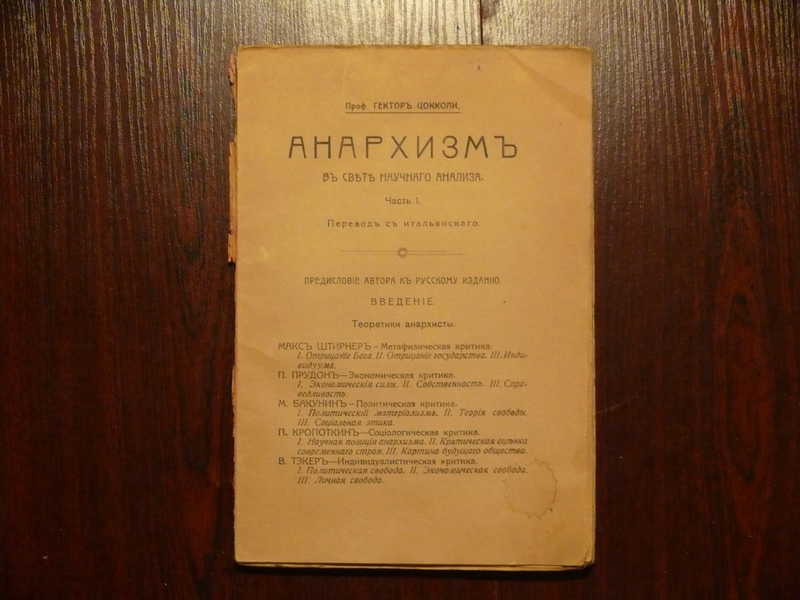 Проф. ГЕКТОРЪ ЦОККОЛИ.
АНАРХИЗМЪ
ВЪ СВѢТѢ НАУЧНАГО АНАЛИЗА.
Часть I.
Переводъ съ итальянскаго.
ПРЕДИСЛОВІЕ АВТОРА КЪ РУССКОМУ ИЗДАНІЮ.
ВВЕДЕНІЕ.
Теоретики анархисты.
МАКСЪ ШТИРНЕРЪ – Метафизическая критика.
I. Отрицаніе Бога. II. Отрицаніе государства. III. Инди-
видуума.
П. ПРУДОНЪ—Экономическая критика.
I. Экономическія силы. II. Собственность. III. Спра-
ведливость.
М. БАКУНИНЪ – Политическая критика.
I. Политическій матеріализмъ. II. Теорія свободы.
III. Соціальная этика.
П. КРОПОТКИНЪ—Соціологическая критика.
I. Научная позиція анархизма. II. Критическая оцѣнка
современнаго строя. III. Картина будущаго общества.
В. ТЭКЕРЪ—Индивидуалистическая критика.
I. Политическая свобода. II. Экономическая свобода.
III. Личная свобода.